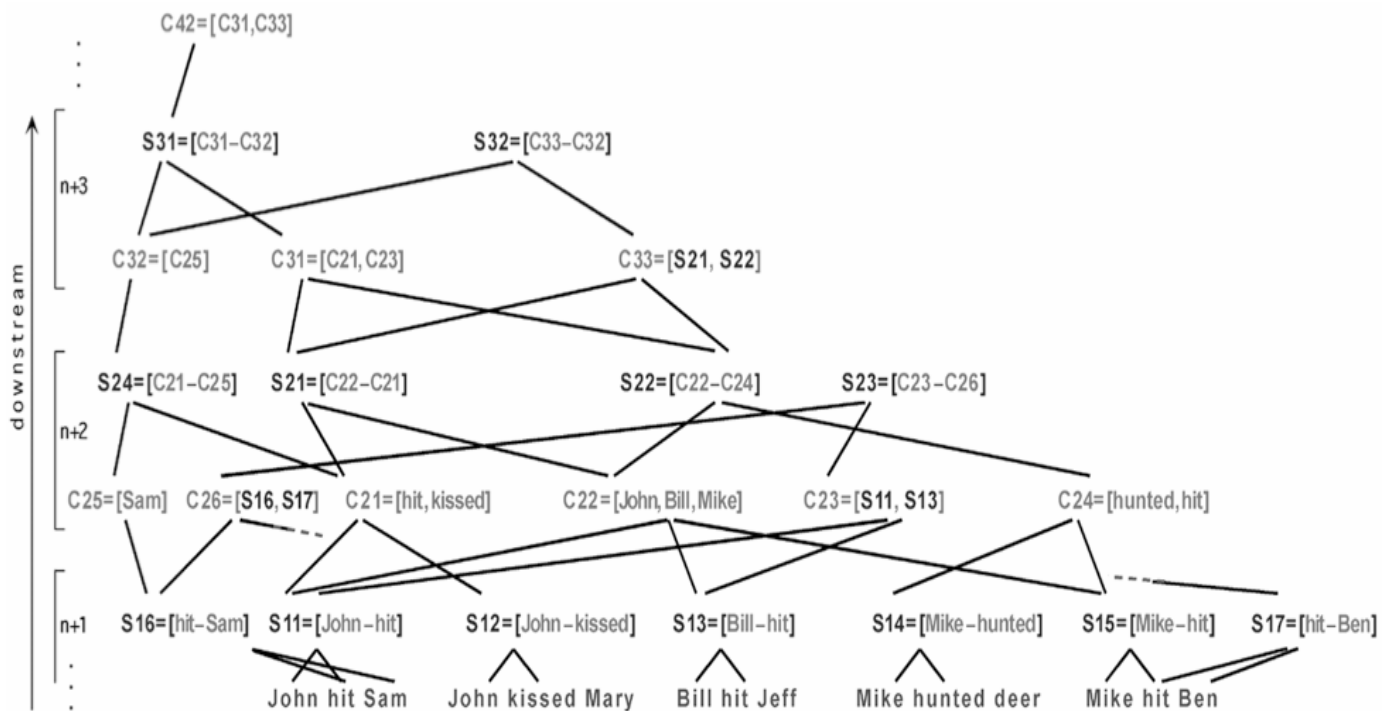 C42=[C31,C33]
S31=[C31–C32] S32=[C33–C32]
n+3
C32=[C25] C31=[C21,C23] C33=[S21, S22]
downstream
S24=[C21–C25] S21=[C22–C21] S22=[C22–C24] S23=[C23–C26]
n+2
C25=[Sam] C26=[S16, S17] C21=[hit,kissed] C22=[John,Bill,Mike] C23=[S11, S13] C24=[hunted,hit]
n+1 S16=[hit–Sam] S11=[John–hit] S12=[John–kissed] S13=[Bill–hit] S14=[Mike–hunted] S15=[Mike–hit] S17=[hit–Ben]
John hit Sam John kissed Mary Bill hit Jeff Mike hunted deer Mike hit Ben